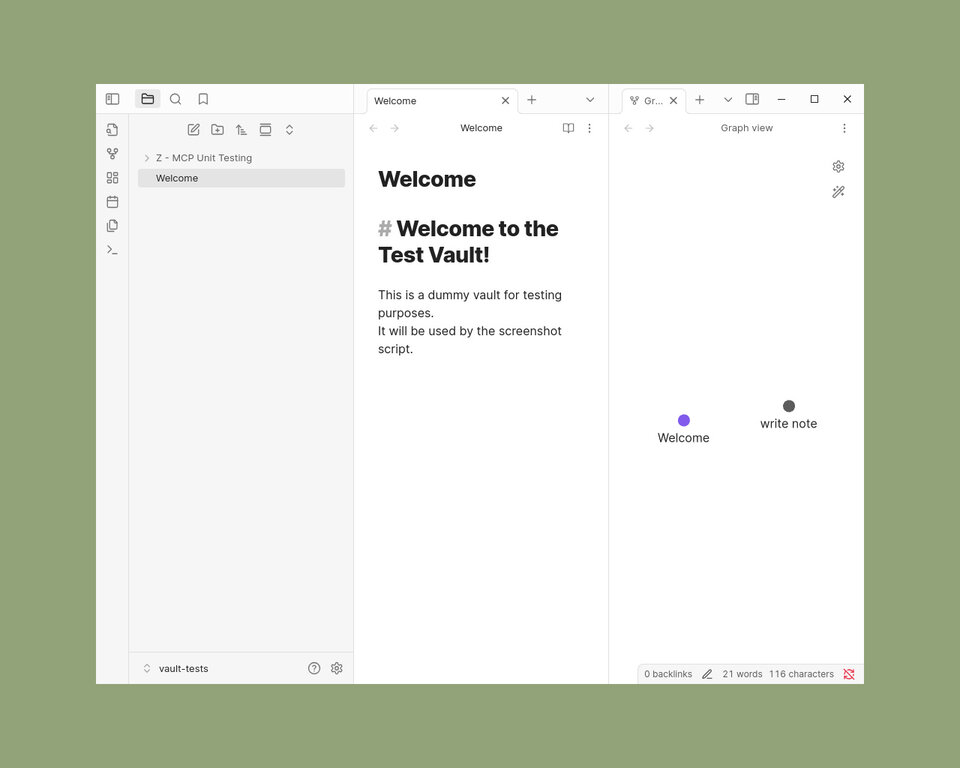 Welcome
Gr...
Welcome
Graph view
Z - MCP Unit Testing
Welcome
Welcome
# Welcome to the
Test Vault!
This is a dummy vault for testing
purposes.
It will be used by the screenshot
script.
write note
Welcome
vault-tests
0 backlinks 21 words 116 characters